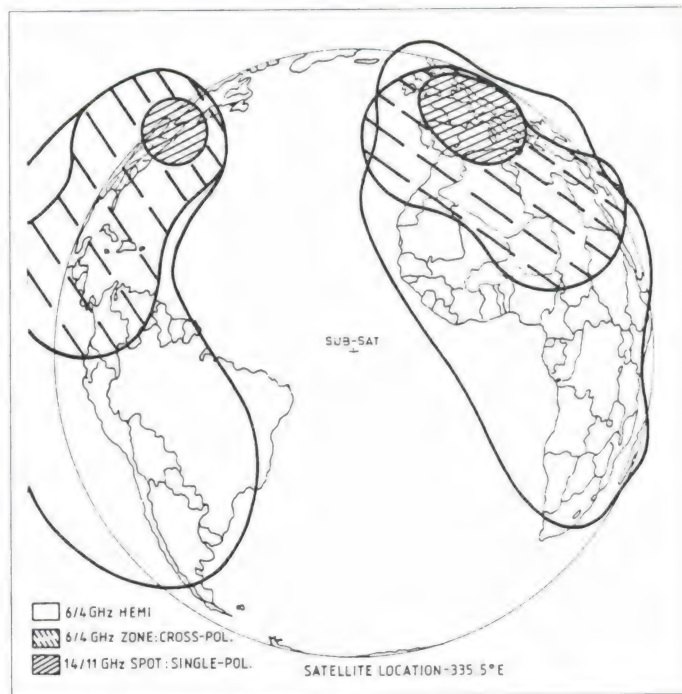 SUB-SAT
6/4 GHz HEMI
6/4 GHz ZONE:CROSS-POL.
14/11 GHz SPOT:SINGLE-POL.
SATELLITE LOCATION-335 5°E